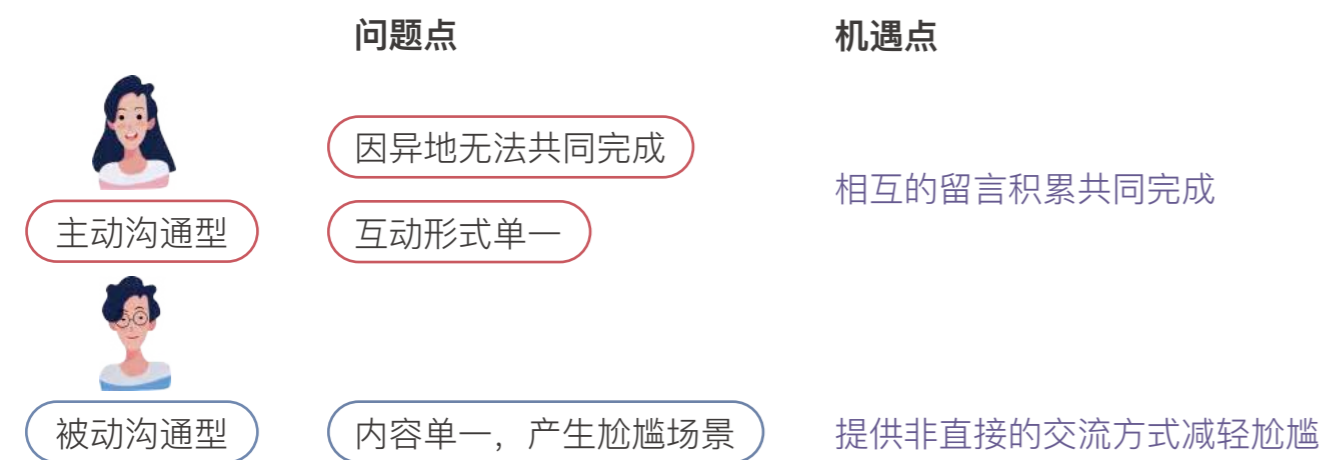 问题点
机遇点
因异地无法共同完成
相互的留言积累共同完成
主动沟通型
互动形式单一
被动沟通型
内容单一，产生尴尬场景
提供非直接的交流方式减轻尴尬